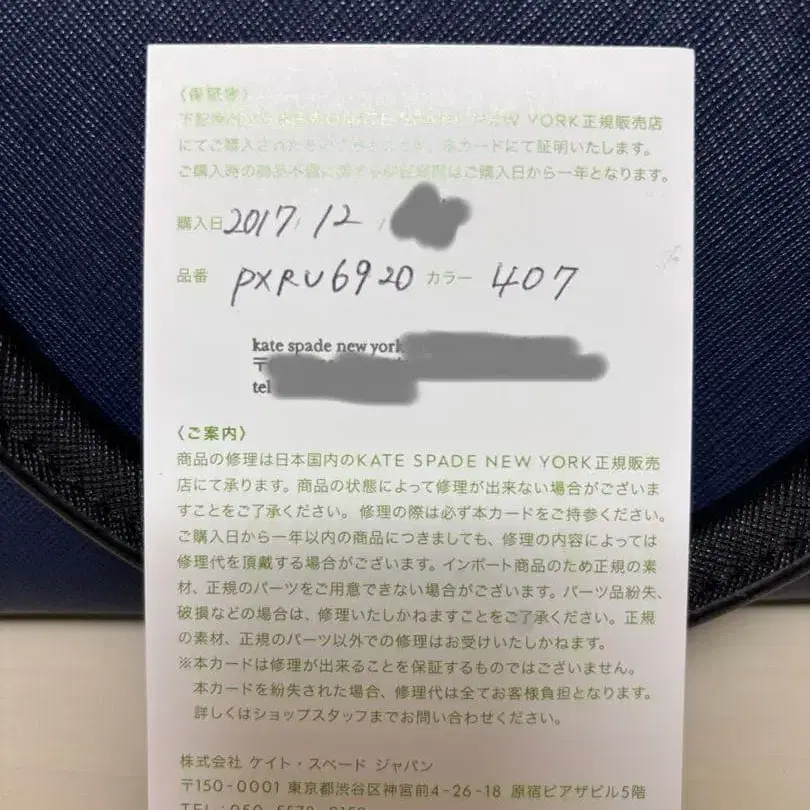 〈保証書〉
YORK正規販売店
にてご購入された 本カードにて証明いたします。
ご購入時の商品不備に関する保証期間はご購入日から一年となります。
購入日 2017 / 12 /
品番 PXRU6920 カラー 407
kate spade new york
〒
tel
〈ご案内〉
商品の修理は日本国内のKATE SPADE NEW YORK正規販売
店にて承ります。商品の状態によって修理が出来ない場合がございま
すことをご了承ください。修理の際は必ず本カードをご持参ください。
ご購入日から一年以内の商品につきましても、修理の内容によっては
修理代を頂戴する場合がございます。インポート商品のため正規の素
材、正規のパーツをご用意できない場合がございます。パーツ品紛失、
破損などの場合は、修理いたしかねますことをご了承ください。正規
の素材、正規のパーツ以外での修理はお受けいたしかねます。
※本カードは修理が出来ることを保証するものではございません。
本カードを紛失された場合、修理代は全てお客様負担となります。
詳しくはショップスタッフまでお問い合わせください。
株式会社 ケイト・スペード ジャパン
〒150-0001 東京都渋谷区神宮前4-26-18 原宿ピアザビル5階